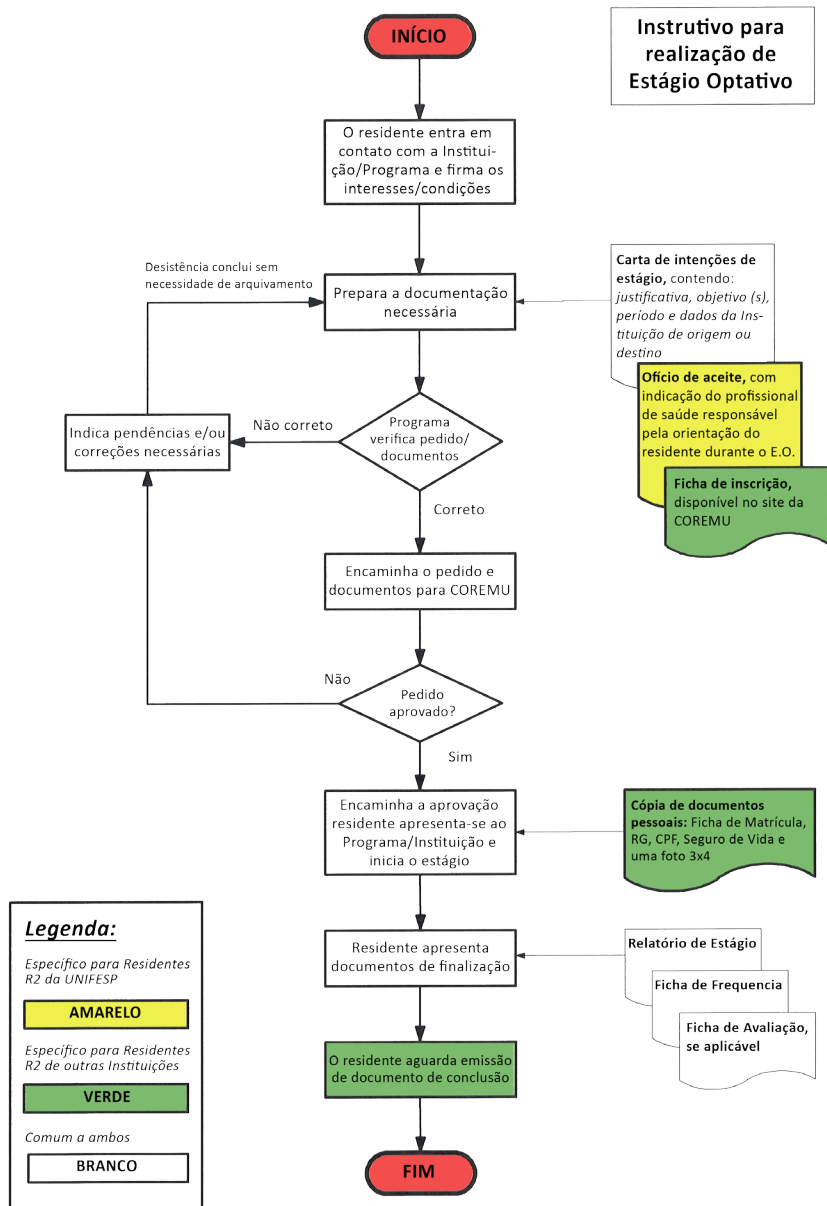 INÍCIO
Instrutivo para
realização de
Estágio Optativo
O residente entra em
contato com a Institui-
ção/Programa e firma os
interesses/condições
Desistência conclui sem
necessidade de arquivamento
Prepara a documentação
necessária
Carta de intenções de
estágio, contendo:
justificativa, objetivo (s),
período e dados da Ins-
tituição de origem ou
destino
Ofício de aceite, com
indicação do profissional
de saúde responsável
pela orientação do
residente durante o E.O.
Ficha de inscrição,
disponível no site da
COREMU
Programa
verifica pedido/
documentos
Não correto
Indica pendências e/ou
correções necessárias
Correto
Encaminha o pedido e
documentos para COREMU
Não
Pedido
aprovado?
Sim
Encaminha a aprovação
residente apresenta-se ao
Programa/Instituição e
inicia o estágio
Cópia de documentos
pessoais: Ficha de Matrícula,
RG, CPF, Seguro de Vida e
uma foto 3x4
Residente apresenta
documentos de finalização
Relatório de Estágio
Ficha de Frequencia
Ficha de Avaliação,
se aplicável
O residente aguarda emissão
de documento de conclusão
FIM
Legenda:
Específico para Residentes
R2 da UNIFESP
AMARELO
Específico para Residentes
R2 de outras Instituições
VERDE
Comum a ambos
BRANCO